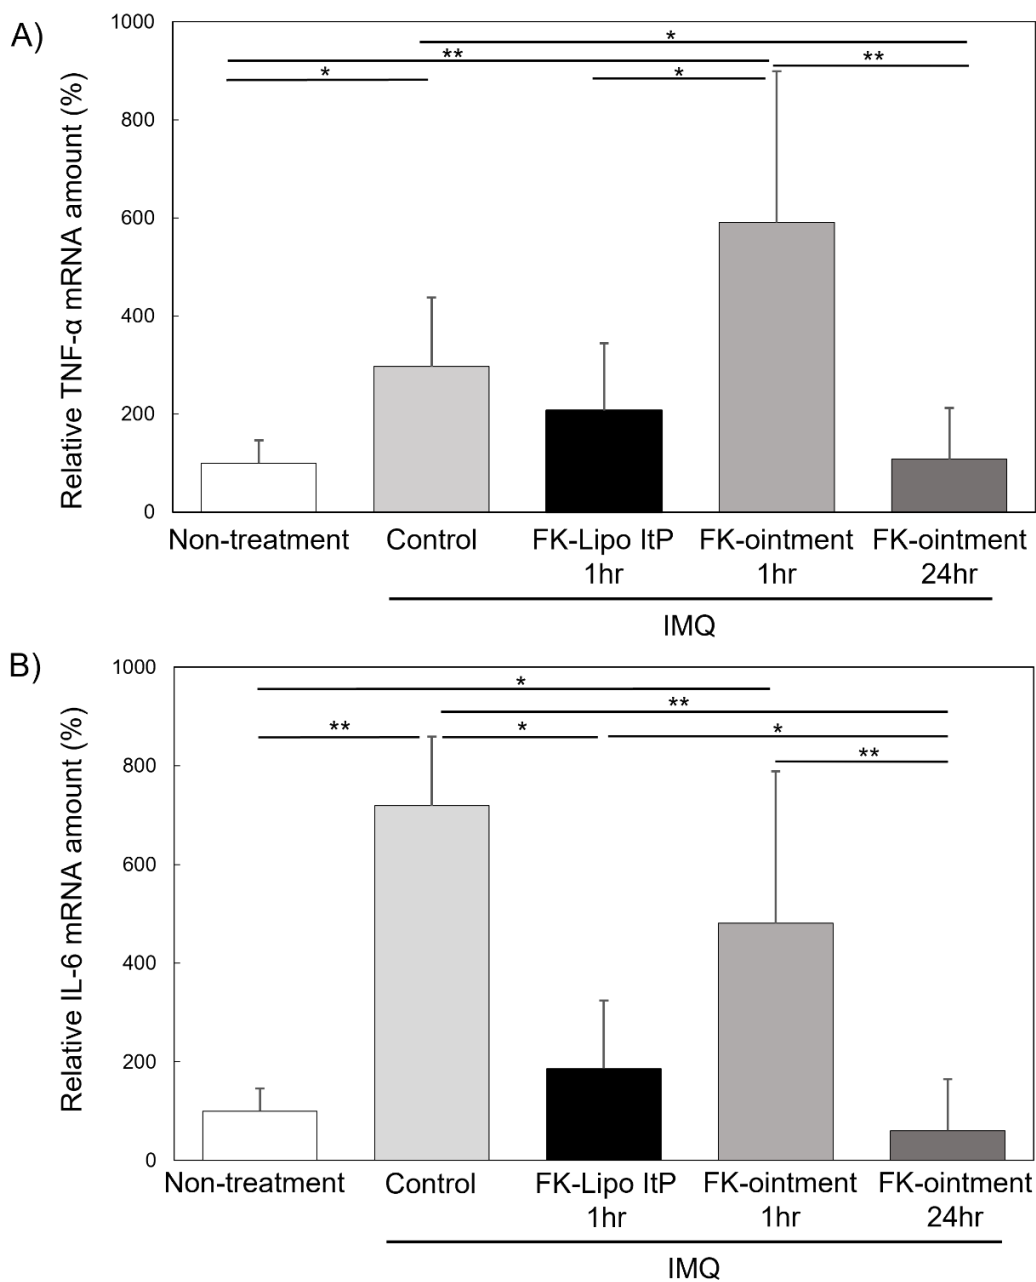 A)
Relative TNF-α mRNA amount (%)
1000
800
600
400
200
0
*
**
*
*
**
Non-treatment
Control
FK-Lipo ItP
1hr
FK-ointment
1hr
FK-ointment
24hr
IMQ
B)
Relative IL-6 mRNA amount (%)
1000
800
600
400
200
0
*
**
**
*
*
**
Non-treatment
Control
FK-Lipo ItP
1hr
FK-ointment
1hr
FK-ointment
24hr
IMQ